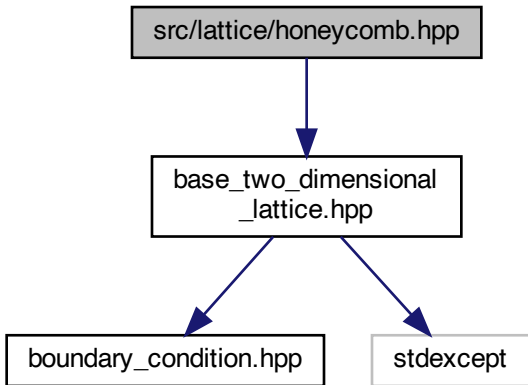 src/lattice/honeycomb.hpp
base_two_dimensional
_lattice.hpp
boundary_condition.hpp
stdexcept